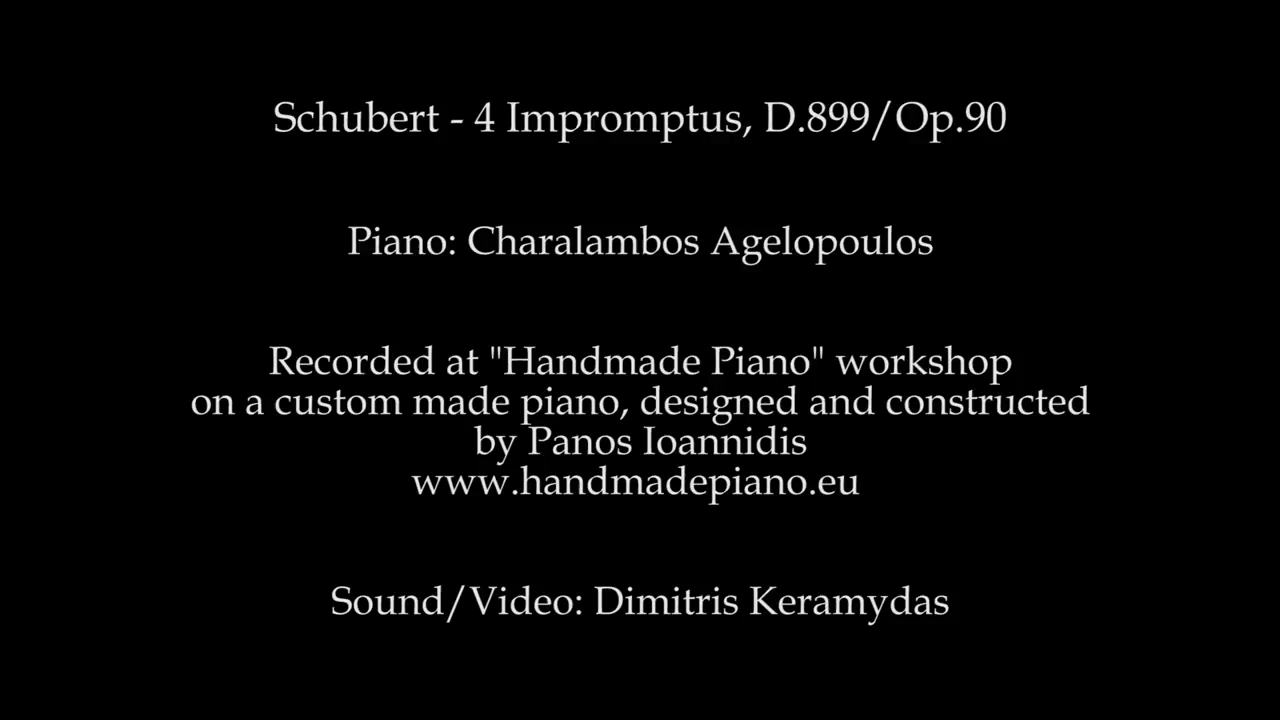 Schubert - 4 Impromptus, D.899/Op.90
Piano: Charalambos Agelopoulos
Recorded at "Handmade Piano" workshop
on a custom made piano, designed and constructed
by Panos Ioannidis
www.handmadepiano.eu
Sound/Video: Dimitris Keramydas